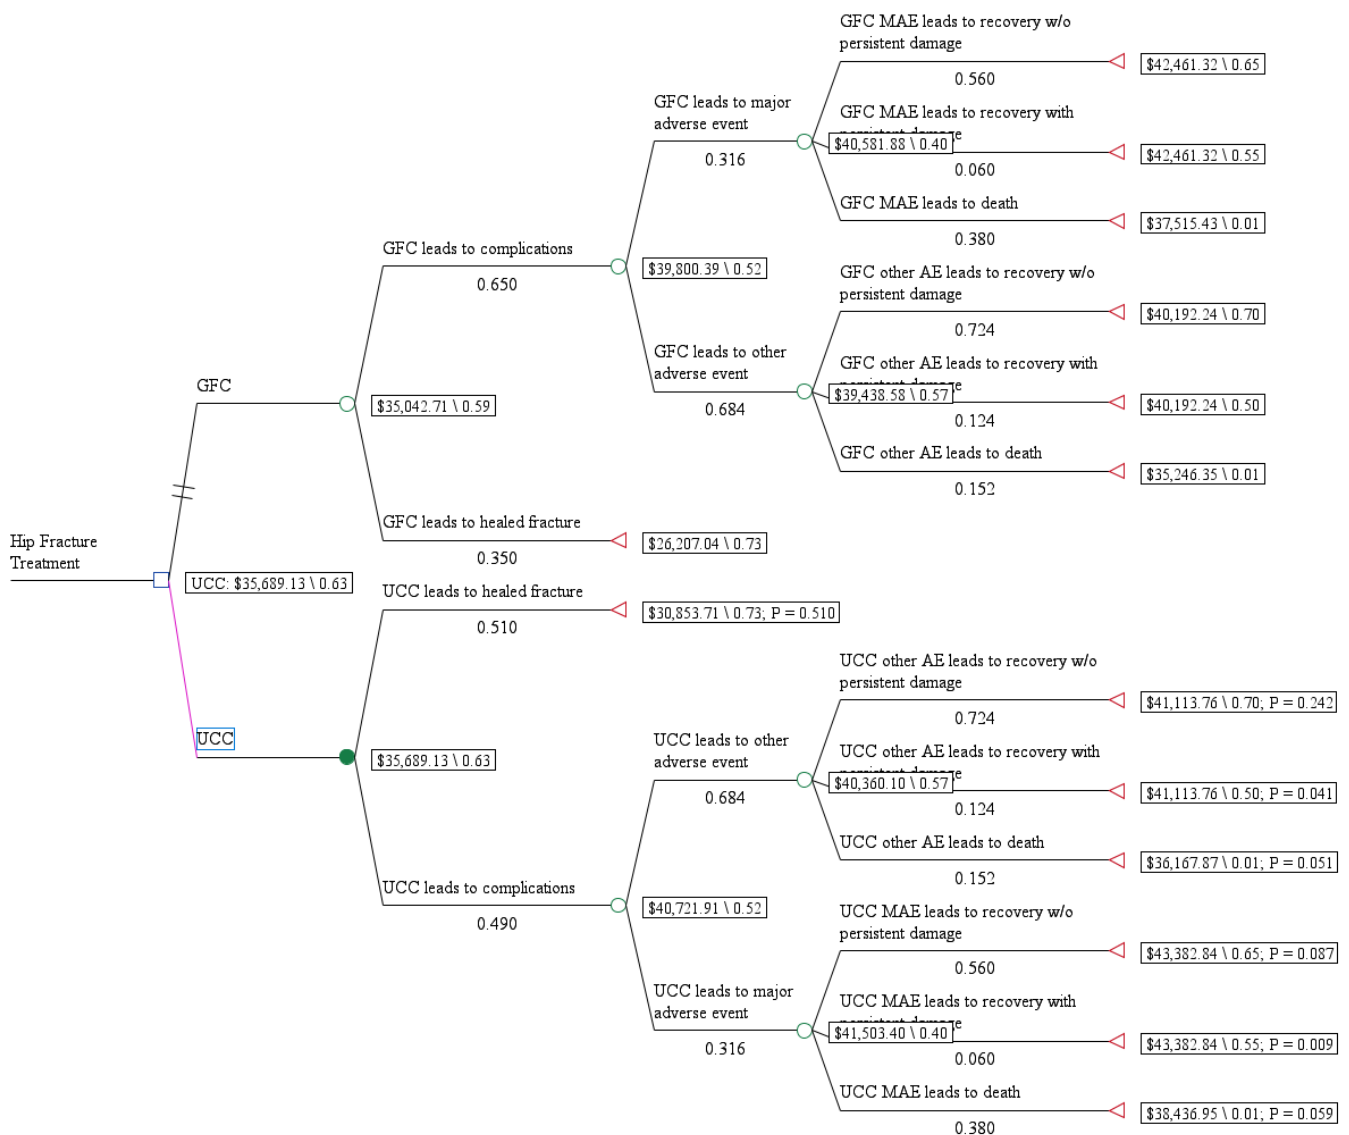 GFC MAE leads to recovery w/o
persistent damage
0.560
$42,461.32 \ 0.65
GFC leads to major
adverse event
0.316
GFC MAE leads to recovery with
$40,581.88 \ 0.40
0.060
$42,461.32 \ 0.55
GFC MAE leads to death
0.380
$37,515.43 \ 0.01
GFC leads to complications
0.650
$39,800.39 \ 0.52
GFC other AE leads to recovery w/o
persistent damage
0.724
$40,192.24 \ 0.70
GFC leads to other
adverse event
0.684
GFC other AE leads to recovery with
$39,438.58 \ 0.57
0.124
$40,192.24 \ 0.50
GFC
$35,042.71 \ 0.59
GFC other AE leads to death
0.152
$35,246.35 \ 0.01
GFC leads to healed fracture
0.350
$26,207.04 \ 0.73
Hip Fracture
Treatment
UCC: $35,689.13 \ 0.63
UCC leads to healed fracture
0.510
$30,853.71 \ 0.73; P = 0.510
UCC other AE leads to recovery w/o
persistent damage
0.724
$41,113.76 \ 0.70; P = 0.242
UCC
$35,689.13 \ 0.63
UCC leads to other
adverse event
0.684
UCC other AE leads to recovery with
$40,360.10 \ 0.57
0.124
$41,113.76 \ 0.50; P = 0.041
UCC other AE leads to death
0.152
$36,167.87 \ 0.01; P = 0.051
UCC leads to complications
0.490
$40,721.91 \ 0.52
UCC MAE leads to recovery w/o
persistent damage
0.560
$43,382.84 \ 0.65; P = 0.087
UCC leads to major
adverse event
0.316
UCC MAE leads to recovery with
$41,503.40 \ 0.40
0.060
$43,382.84 \ 0.55; P = 0.009
UCC MAE leads to death
0.380
$38,436.95 \ 0.01; P = 0.059